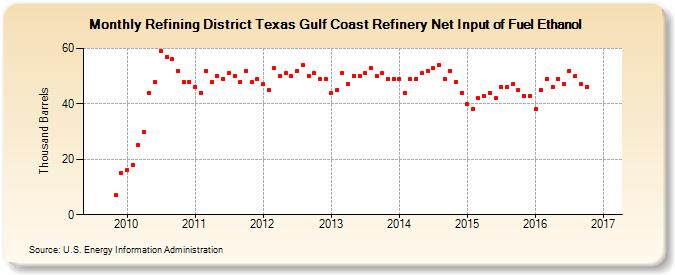 Monthly Refining District Texas Gulf Coast Refinery Net Input of Fuel Ethanol
Thousand Barrels
60
40
20
0
2010 2011 2012 2013 2014 2015 2016 2017
Source: U.S. Energy Information Administration